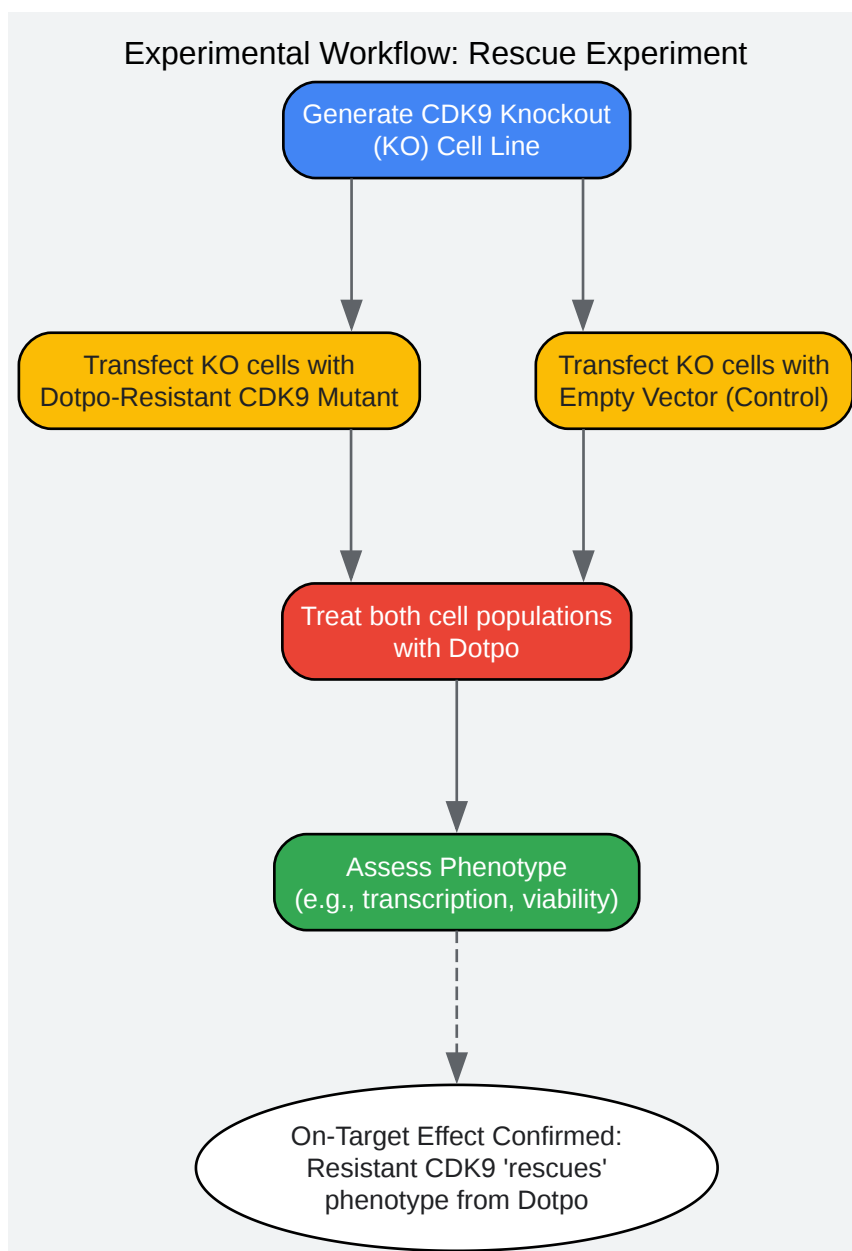 Experimental Workflow: Rescue Experiment
Generate CDK9 Knockout
(KO) Cell Line
Transfect KO cells with
Dotpo-Resistant CDK9 Mutant
Transfect KO cells with
Empty Vector (Control)
Treat both cell populations
with Dotpo
Assess Phenotype
(e.g., transcription, viability)
On-Target Effect Confirmed:
Resistant CDK9 'rescues'
phenotype from Dotpo